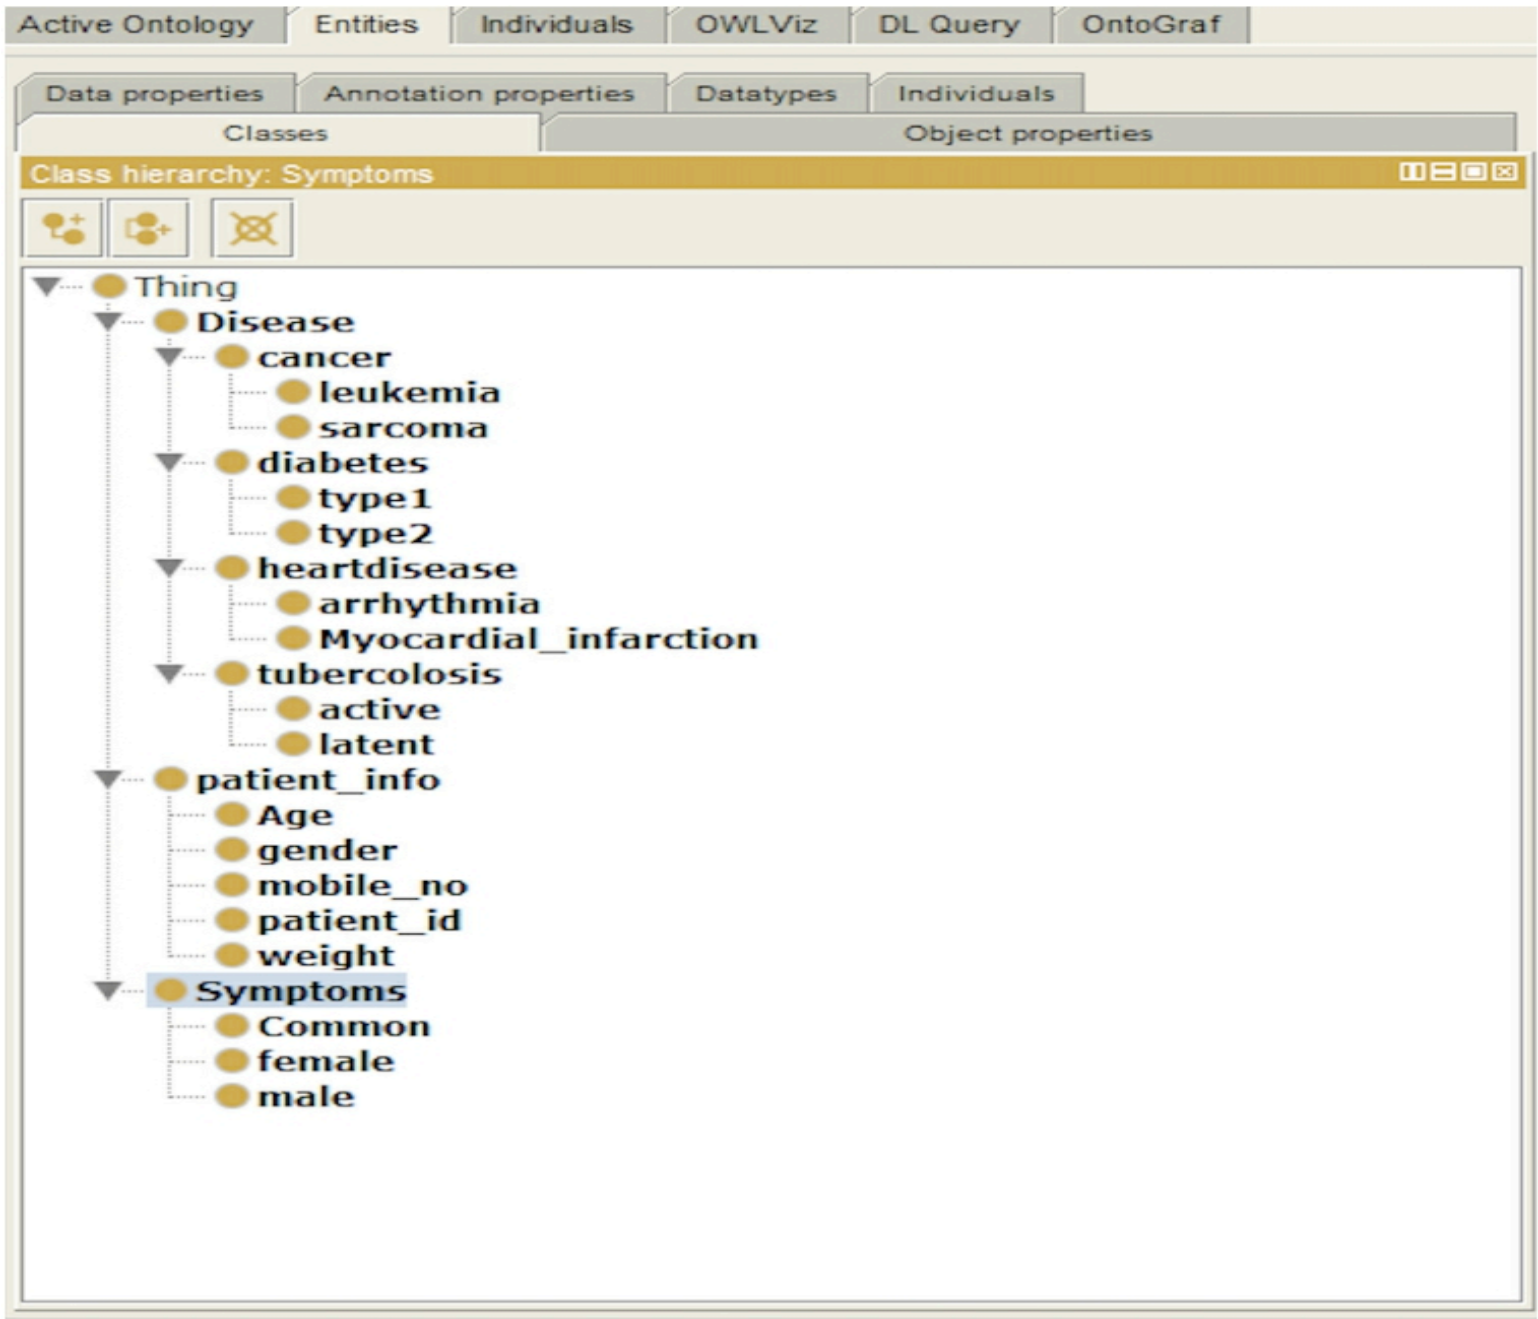 Active Ontology Entities Individuals OWLViz DL Query OntoGraf
Data properties Annotation properties Datatypes Individuals
Classes Object properties
Class hierarchy: Symptoms
Thing
Disease
cancer
leukemia
sarcoma
diabetes
type1
type2
heartdisease
arrhythmia
Myocardial_infarction
tubercolosis
active
latent
patient_info
Age
gender
mobile_no
patient_id
weight
Symptoms
Common
female
male